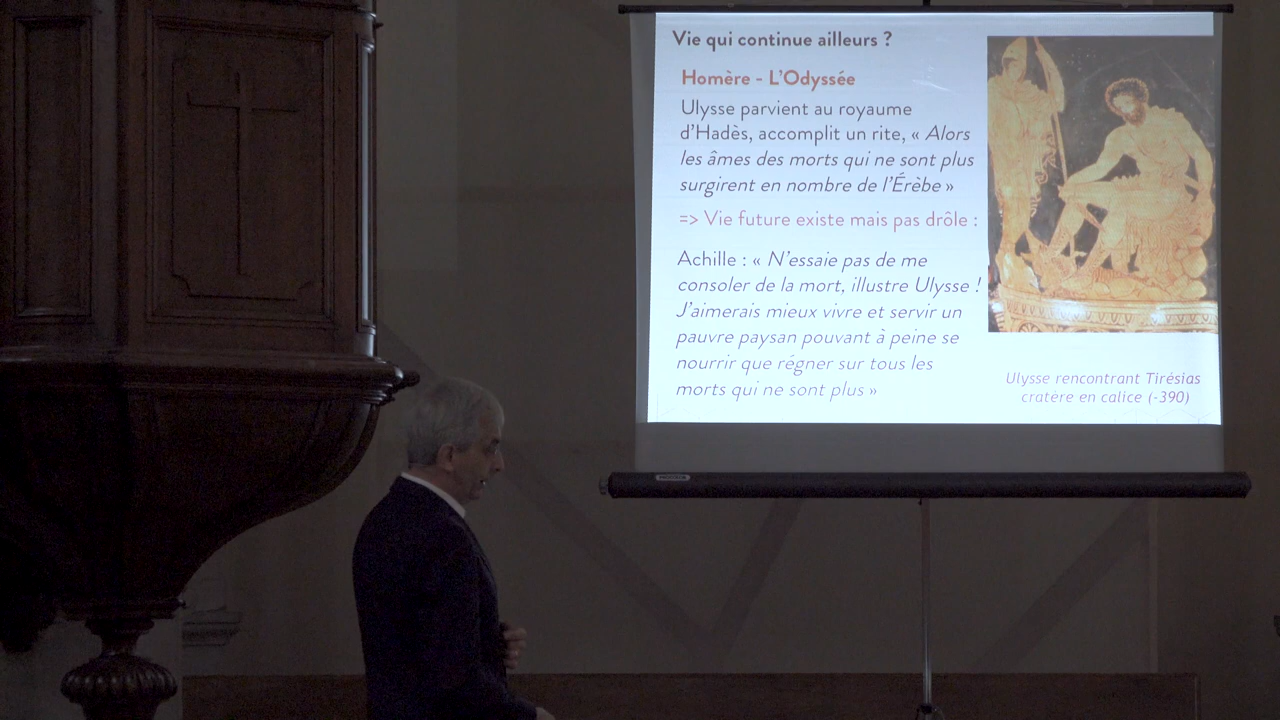 Vie qui continue ailleurs ?
Homère - L'Odyssée
Ulysse parvient au royaume
d'Hadès, accomplit un rite, « Alors
les âmes des morts qui ne sont plus
surgirent en nombre de l'Érèbe »
=> Vie future existe mais pas drôle :
Achille : « N'essaie pas de me
consoler de la mort, illustre Ulysse !
J'aimerais mieux vivre et servir un
pauvre paysan pouvant à peine se
nourrir que régner sur tous les
morts qui ne sont plus »
Ulysse rencontrant Tirésias
cratère en calice (-390)